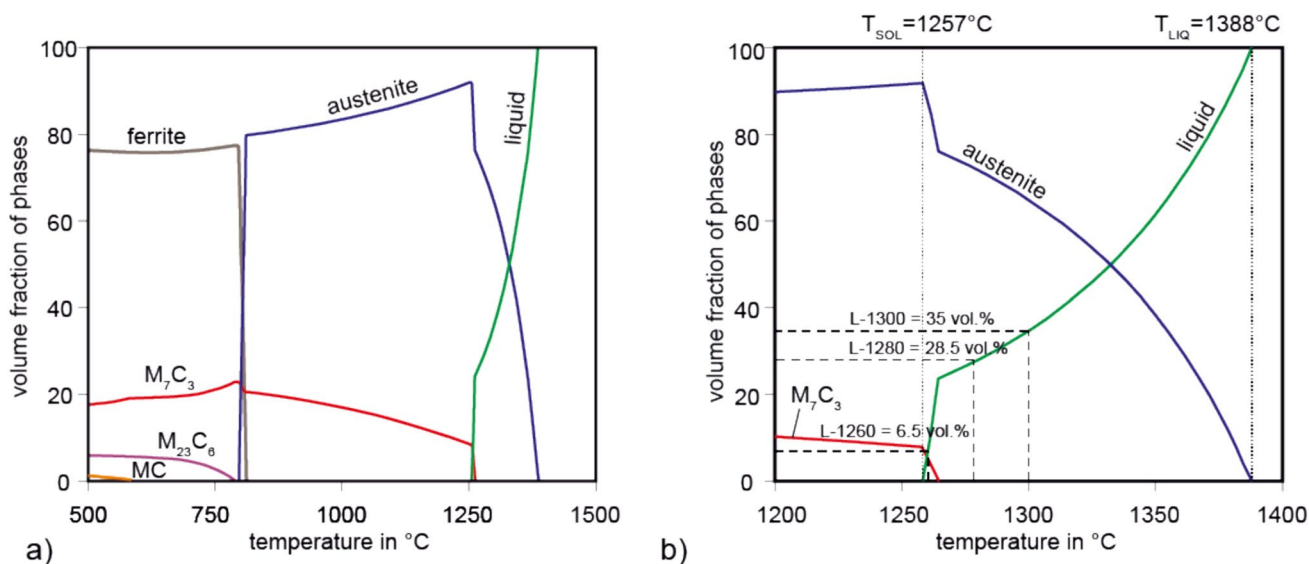 T_SOL=1257°C
T_LIQ=1388°C
100
80
60
40
20
0
volume fraction of phases
ferrite
austenite
liquid
M₇C₃
M₂₃C₆
MC
500
750
1000
1250
1500
temperature in °C
a)
100
80
60
40
20
0
volume fraction of phases
austenite
liquid
L-1300 = 35 vol.%
L-1280 = 28.5 vol.%
M₇C₃
L-1260 = 6.5 vol.%
1200
1250
1300
1350
1400
temperature in °C
b)